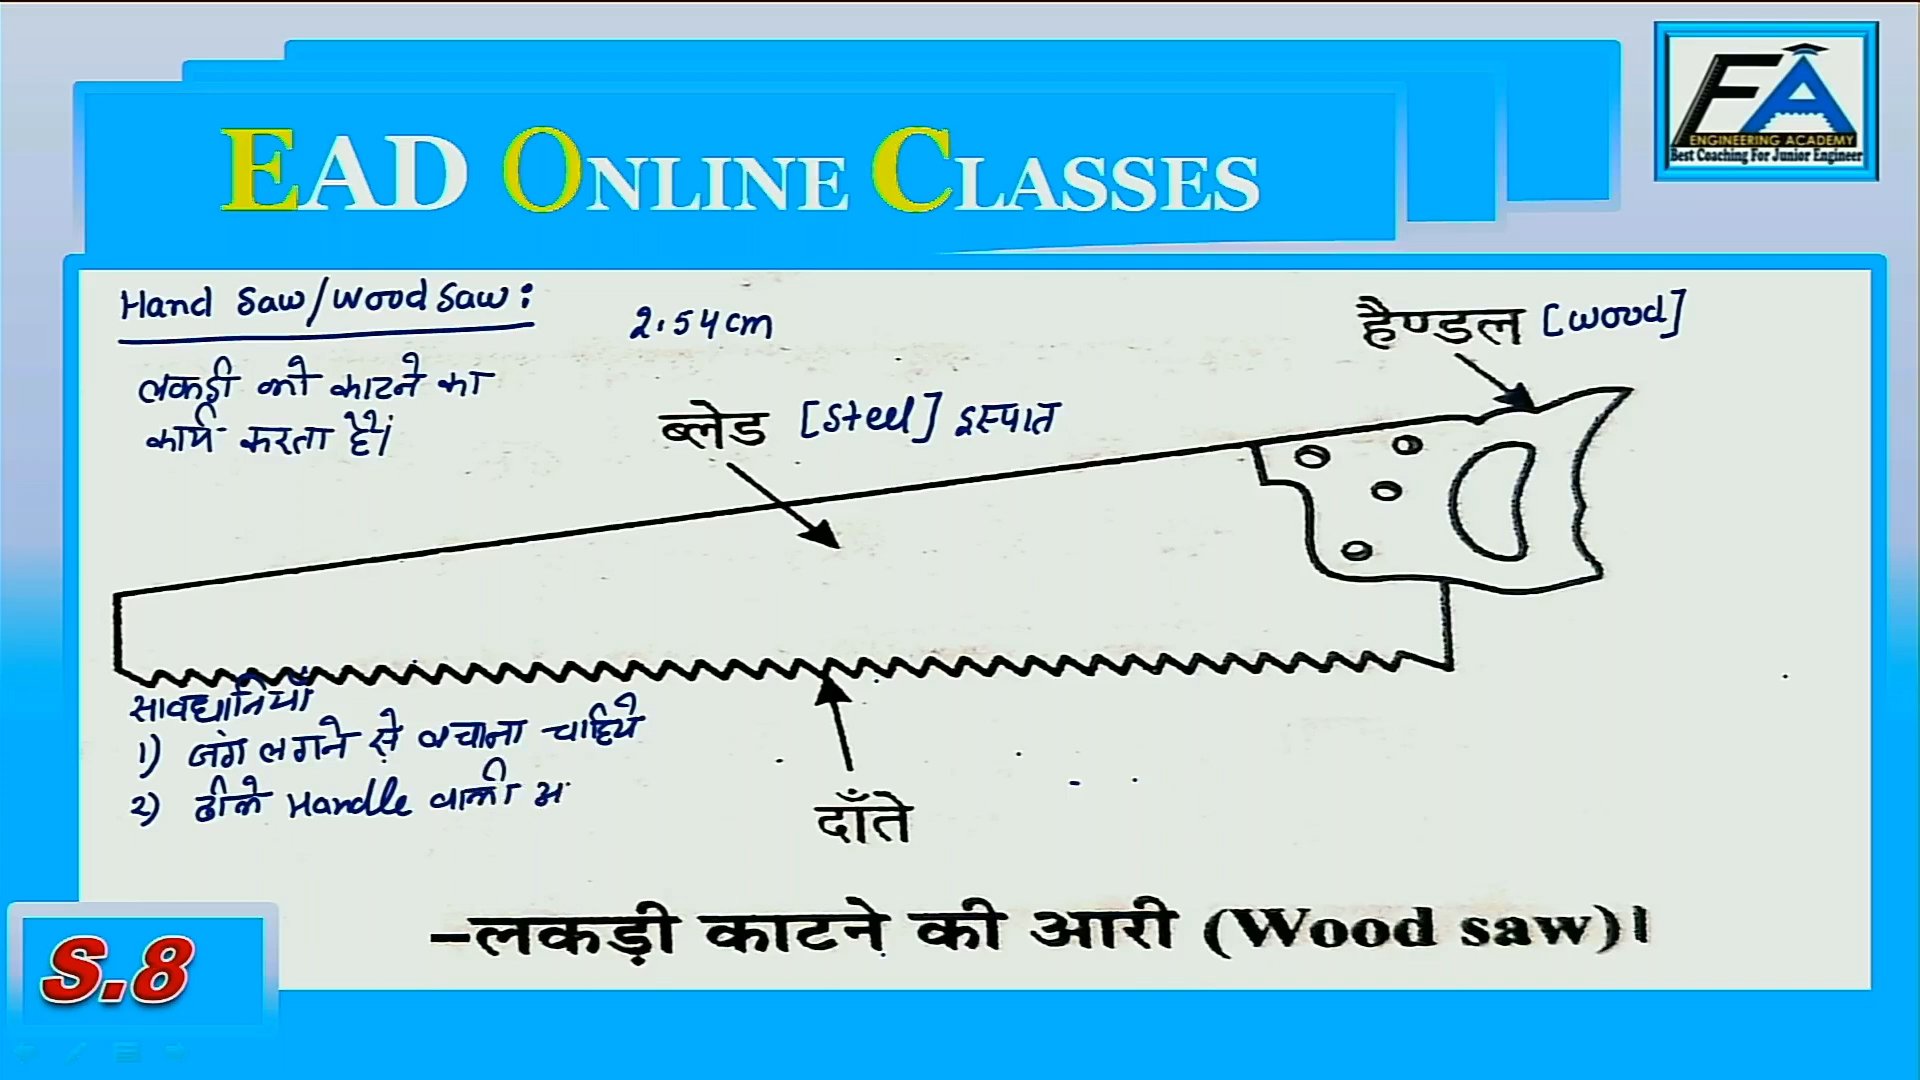 EAD ONLINE CLASSES
FA
ENGINEERING ACADEMY
Best Coaching For Junior Engineer
Hand Saw/Wood Saw:
2.54cm
हैण्डल [wood]
लकड़ी को काटने का
कार्य करता है।
ब्लेड [Steel] इस्पात
सावधानियाँ
1) जंग लगने से बचाना चाहिये
2) ढीले Handle वाली
दाँते
–लकड़ी काटने की आरी (Wood saw)।
S.8